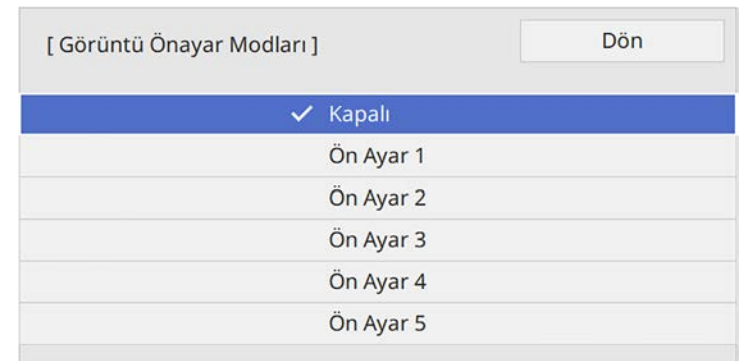 [ Görüntü Önayar Modları ]
Dön
Kapalı
Ön Ayar 1
Ön Ayar 2
Ön Ayar 3
Ön Ayar 4
Ön Ayar 5